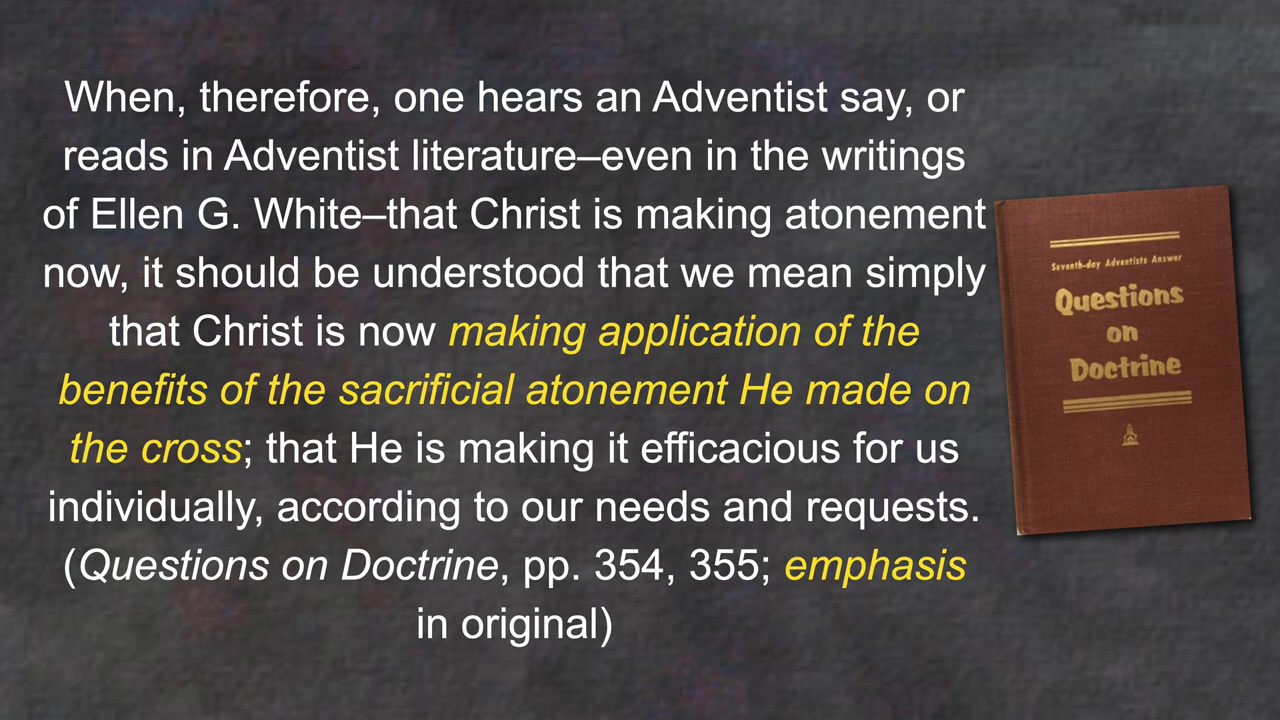 When, therefore, one hears an Adventist say, or
reads in Adventist literature–even in the writings
of Ellen G. White–that Christ is making atonement
now, it should be understood that we mean simply
that Christ is now making application of the
benefits of the sacrificial atonement He made on
the cross; that He is making it efficacious for us
individually, according to our needs and requests.
(Questions on Doctrine, pp. 354, 355; emphasis
in original)
Seventh-day Adventists Answer
Questions
on
Doctrine